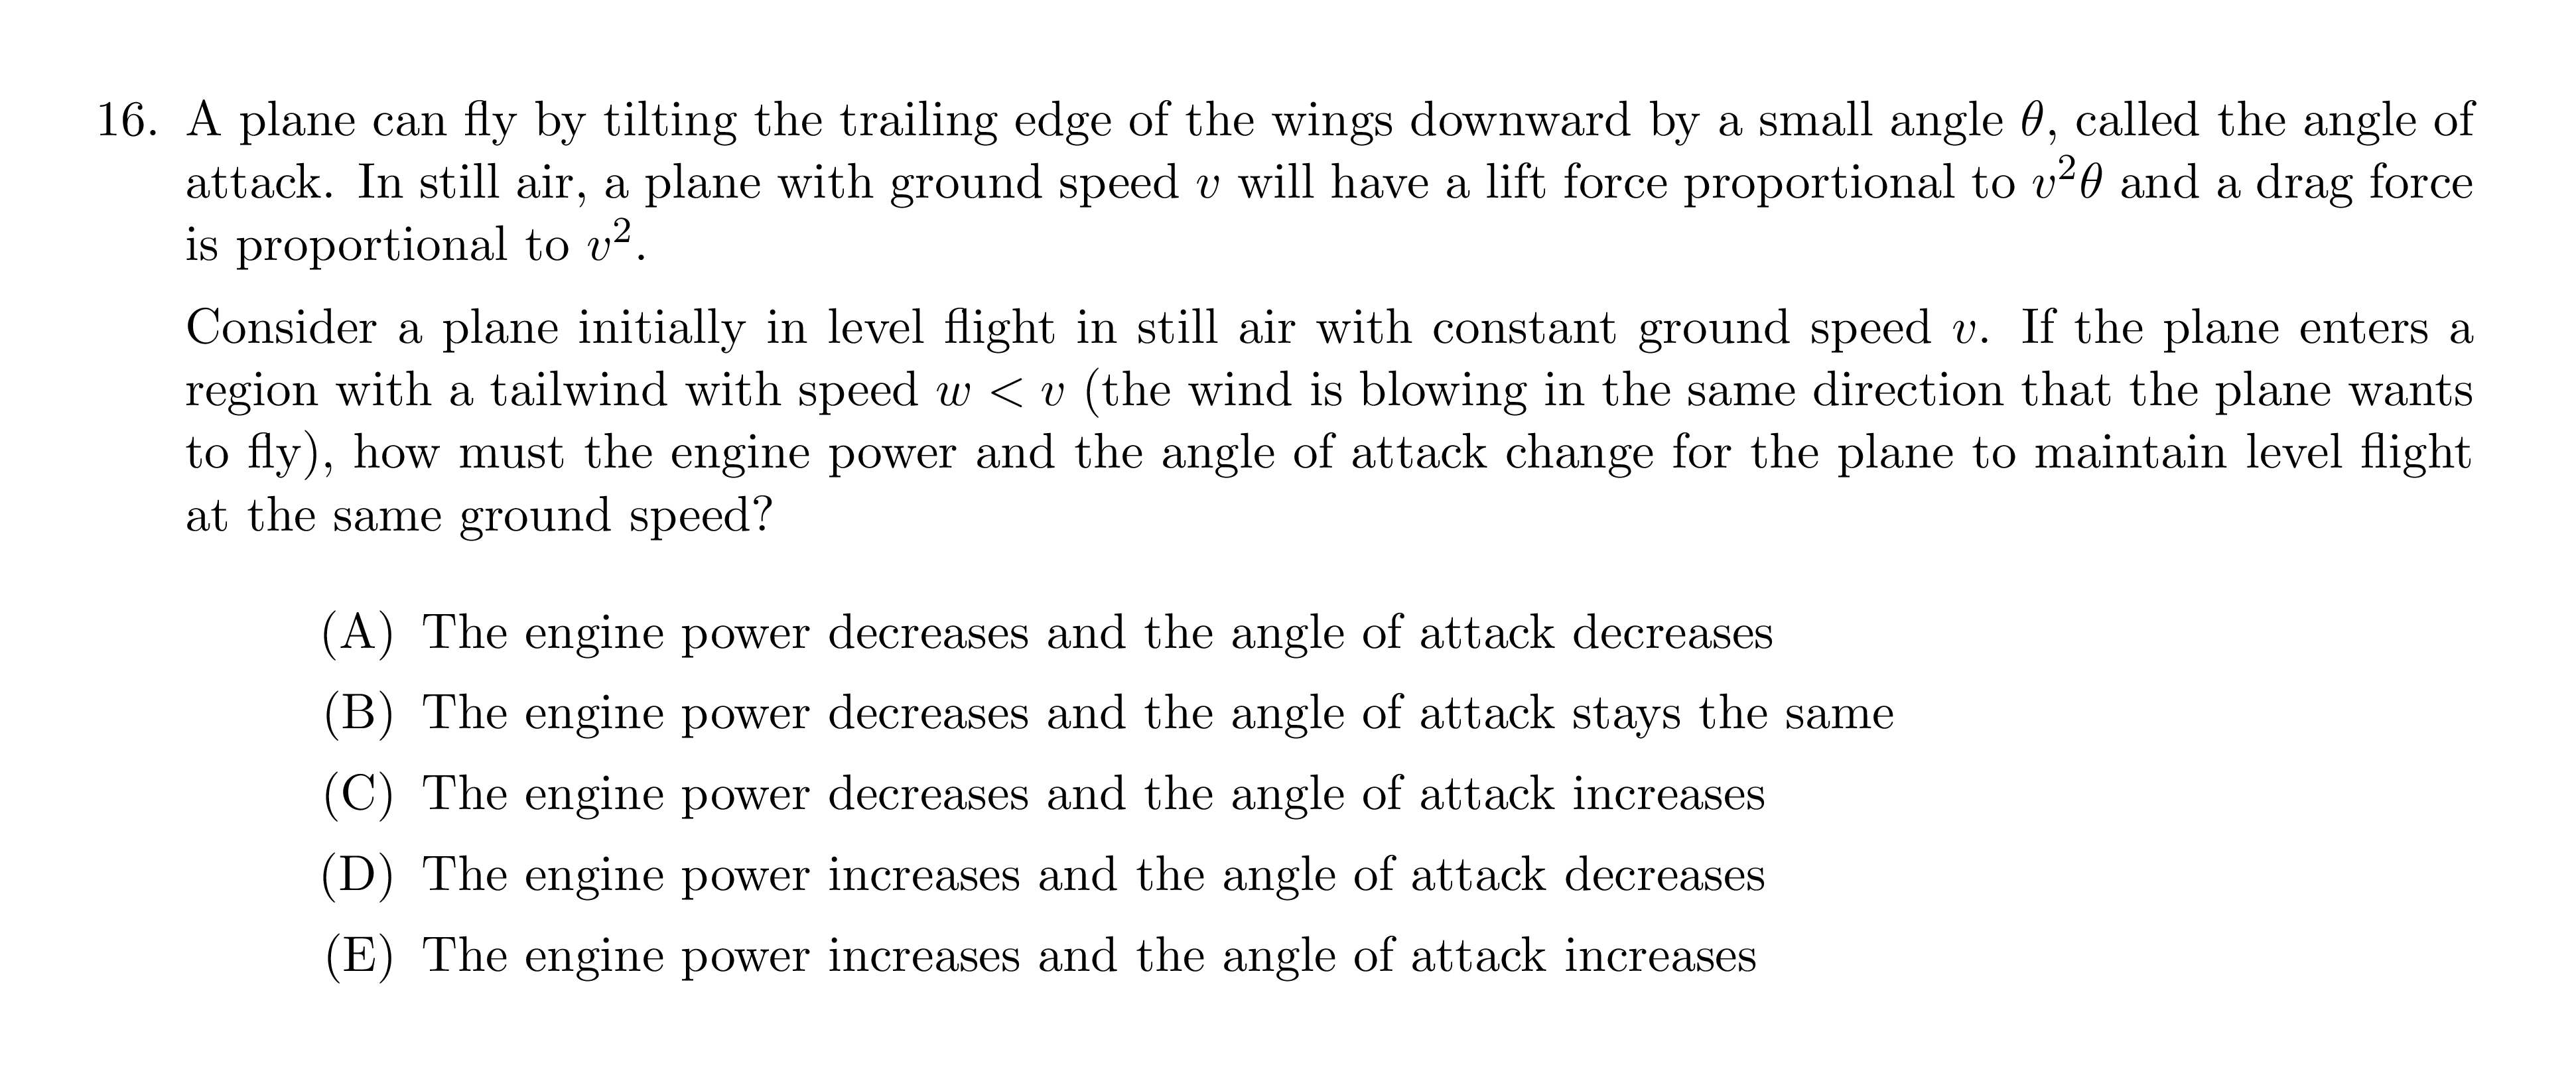 16. A plane can fly by tilting the trailing edge of the wings downward by a small angle θ, called the angle of
attack. In still air, a plane with ground speed v will have a lift force proportional to v²θ and a drag force
is proportional to v².
Consider a plane initially in level flight in still air with constant ground speed v. If the plane enters a
region with a tailwind with speed w < v (the wind is blowing in the same direction that the plane wants
to fly), how must the engine power and the angle of attack change for the plane to maintain level flight
at the same ground speed?
(A) The engine power decreases and the angle of attack decreases
(B) The engine power decreases and the angle of attack stays the same
(C) The engine power decreases and the angle of attack increases
(D) The engine power increases and the angle of attack decreases
(E) The engine power increases and the angle of attack increases